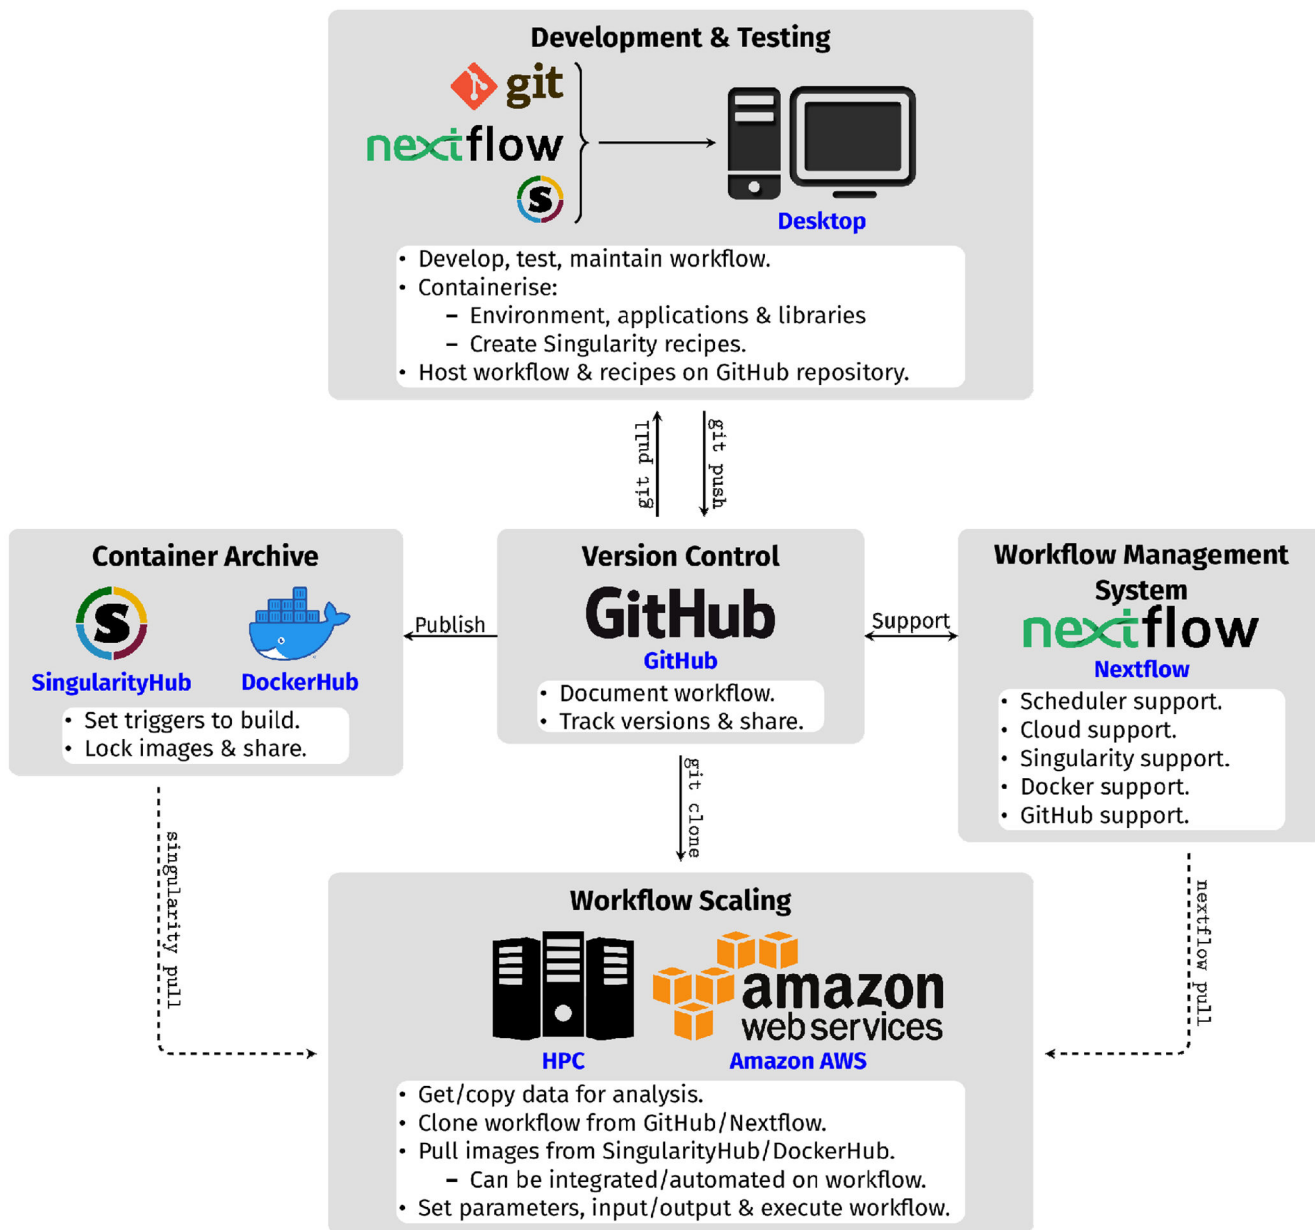 Development & Testing
git
nextflow
S
Desktop
• Develop, test, maintain workflow.
• Containerise:
– Environment, applications & libraries
– Create Singularity recipes.
• Host workflow & recipes on GitHub repository.
git pull
git push
Container Archive
S
SingularityHub
DockerHub
• Set triggers to build.
• Lock images & share.
Publish
Version Control
GitHub
GitHub
• Document workflow.
• Track versions & share.
Support
Workflow Management
System
nextflow
Nextflow
• Scheduler support.
• Cloud support.
• Singularity support.
• Docker support.
• GitHub support.
singularity pull
git clone
nextflow pull
Workflow Scaling
HPC
amazon
web services
Amazon AWS
• Get/copy data for analysis.
• Clone workflow from GitHub/Nextflow.
• Pull images from SingularityHub/DockerHub.
– Can be integrated/automated on workflow.
• Set parameters, input/output & execute workflow.